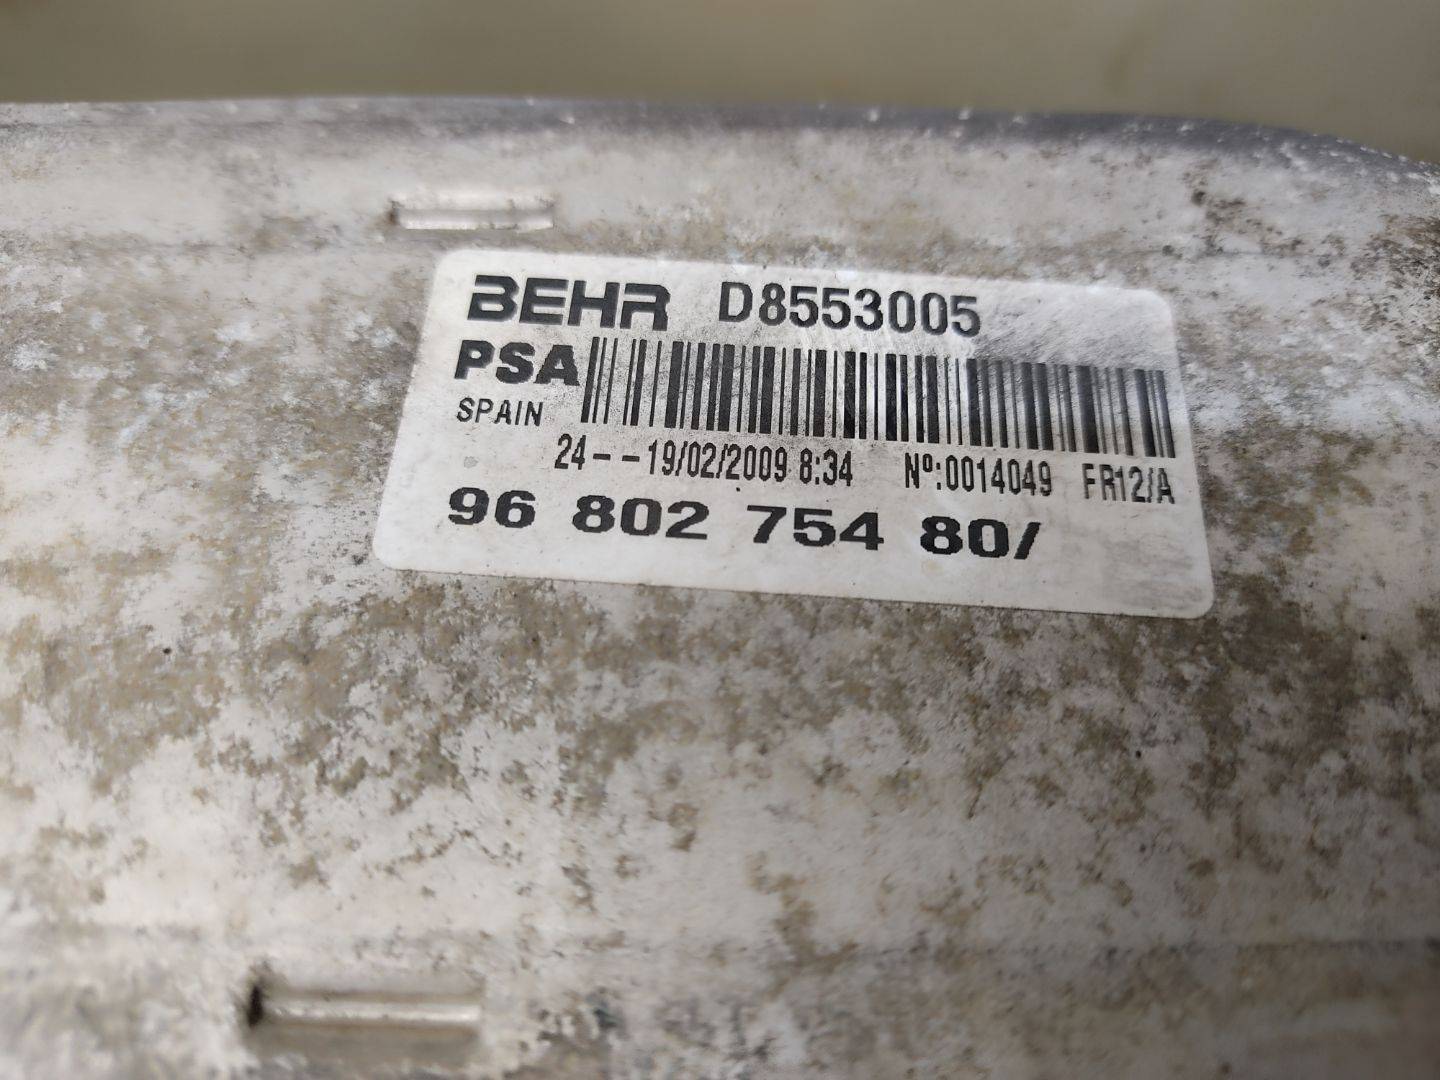 BEHR D8553005
PSA
SPAIN
24--19/02/2009 8:34 Nº:0014049 FR12/A
96 802 754 80/